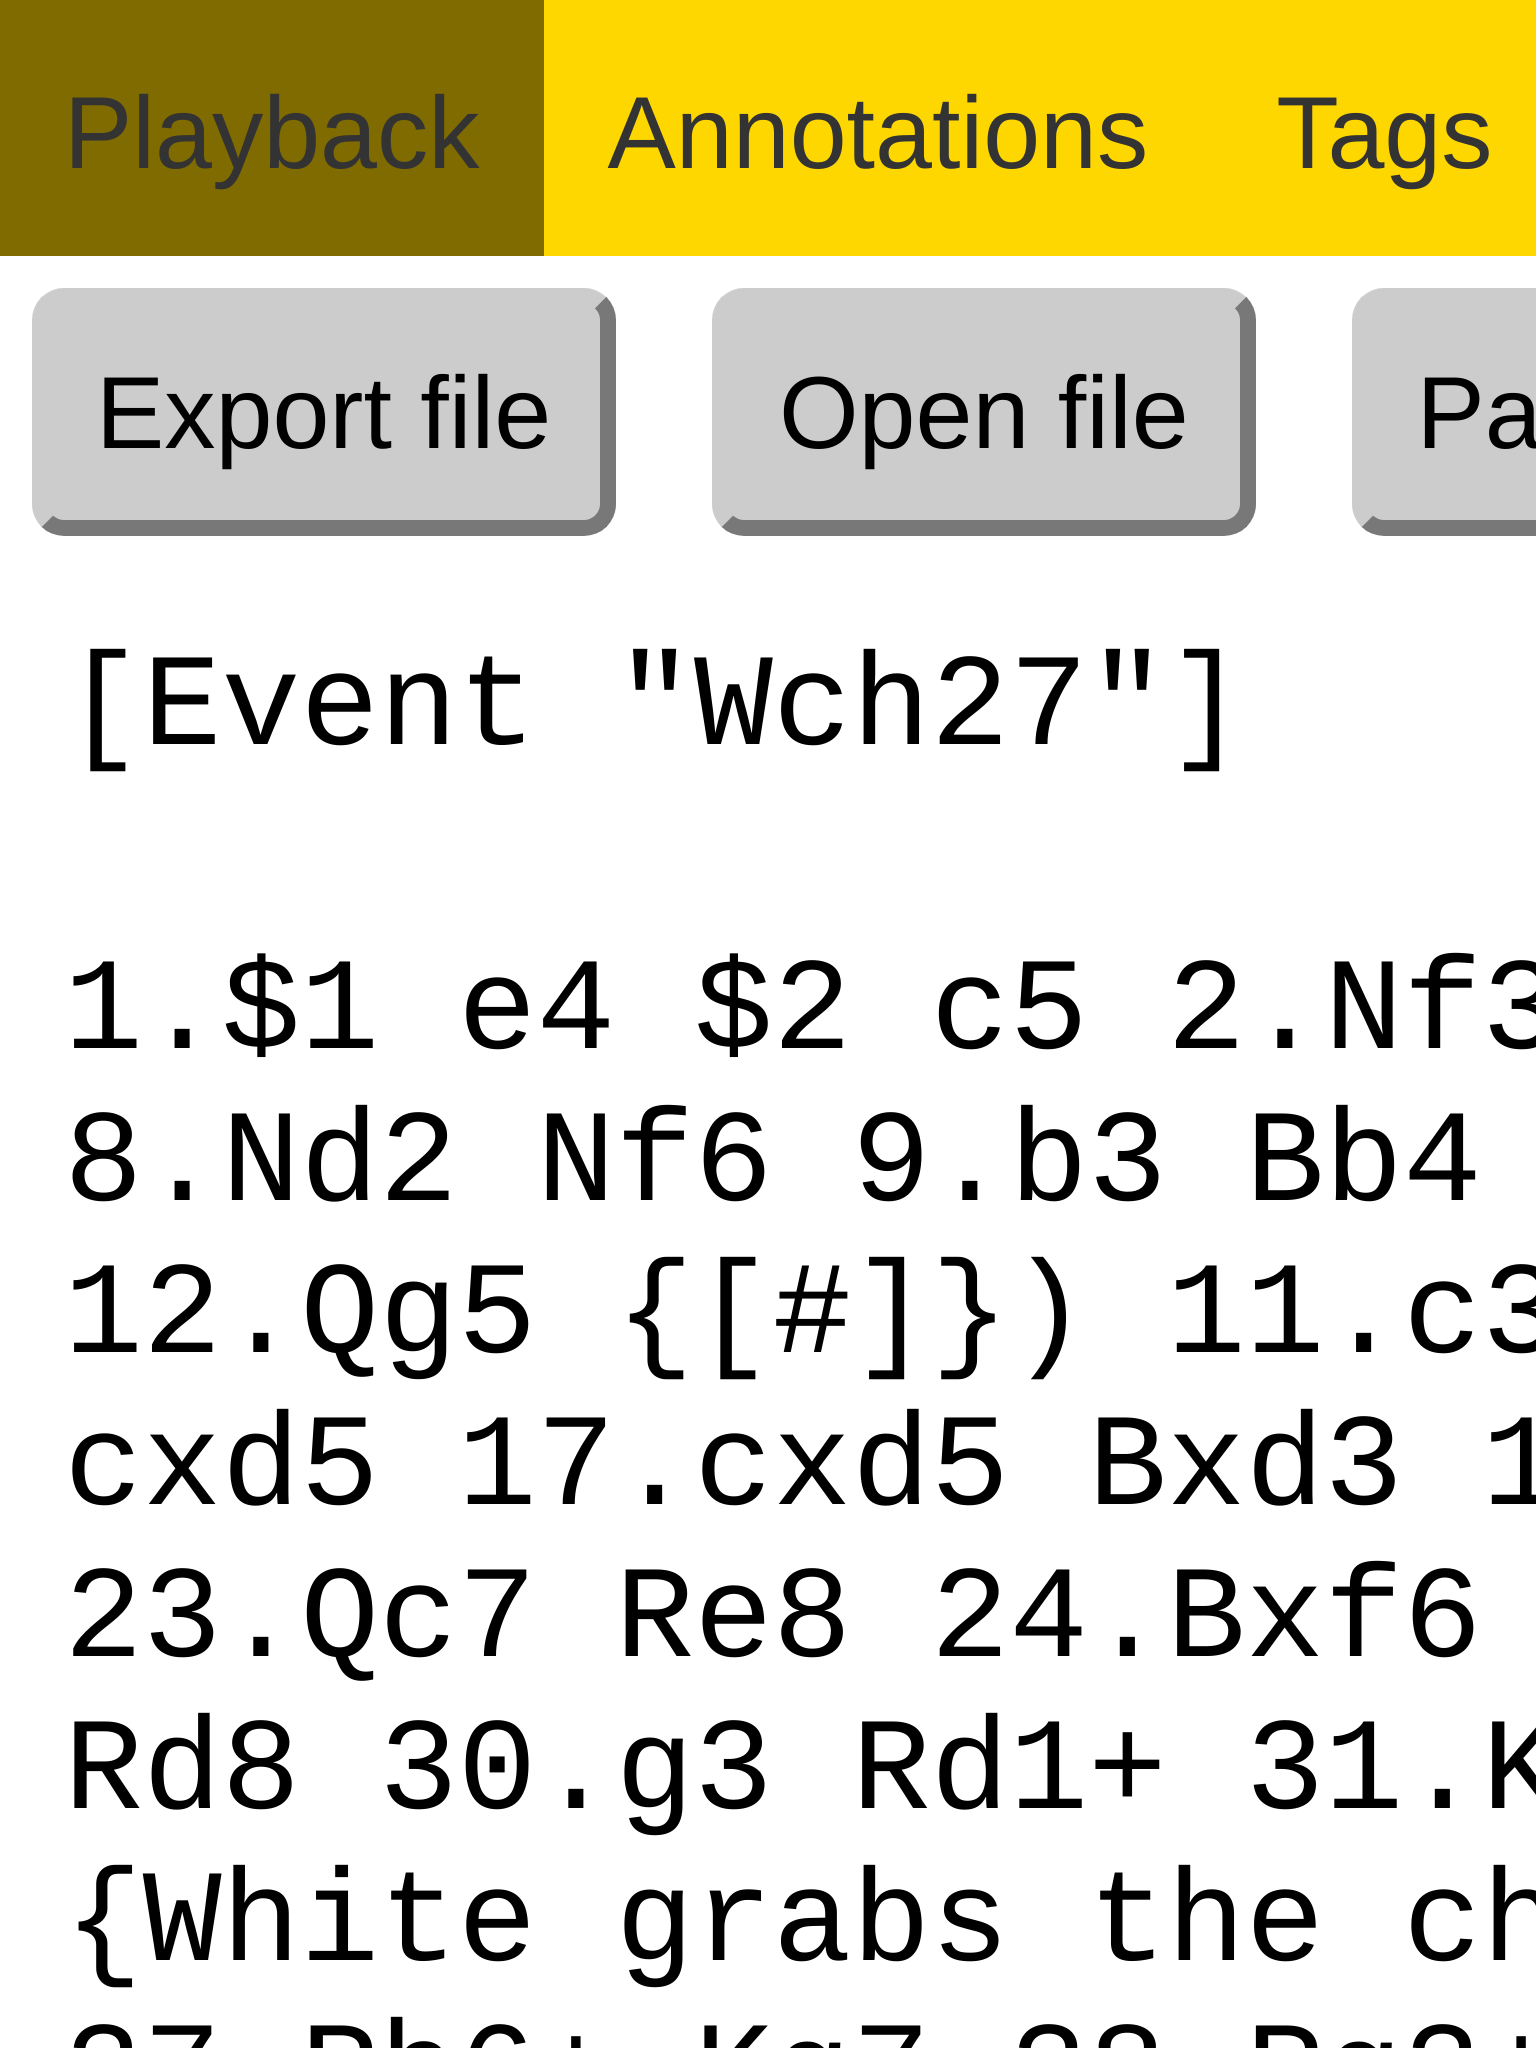 Playback Annotations Tags
Export file Open file Pa
[Event "Wch27"]
1.$1 e4 $2 c5 2.Nf3
8.Nd2 Nf6 9.b3 Bb4
12.Qg5 {[#]}) 11.c3
cxd5 17.cxd5 Bxd3 1
23.Qc7 Re8 24.Bxf6
Rd8 30.g3 Rd1+ 31.K
{White grabs the ch